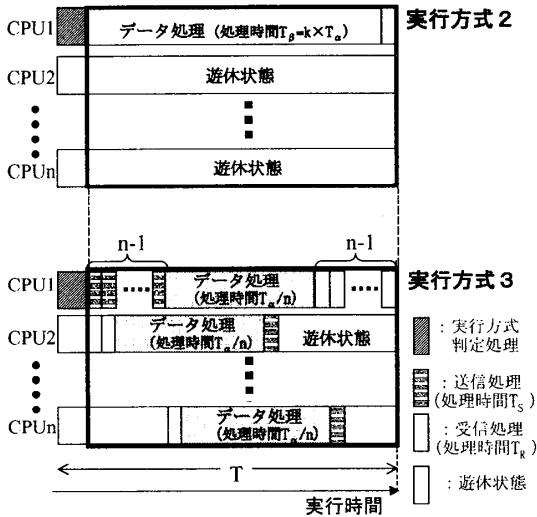 実行方式2
CPU1
データ処理 (処理時間Tβ=k×Tα)
CPU2
遊休状態
CPUn
遊休状態
n-1
n-1
実行方式3
CPU1
データ処理
(処理時間Tα/n)
CPU2
データ処理
(処理時間Tα/n)
遊休状態
CPUn
データ処理
(処理時間Tα/n)
T
実行時間
:実行方式
判定処理
:送信処理
(処理時間TS)
:受信処理
(処理時間TR)
:遊休状態